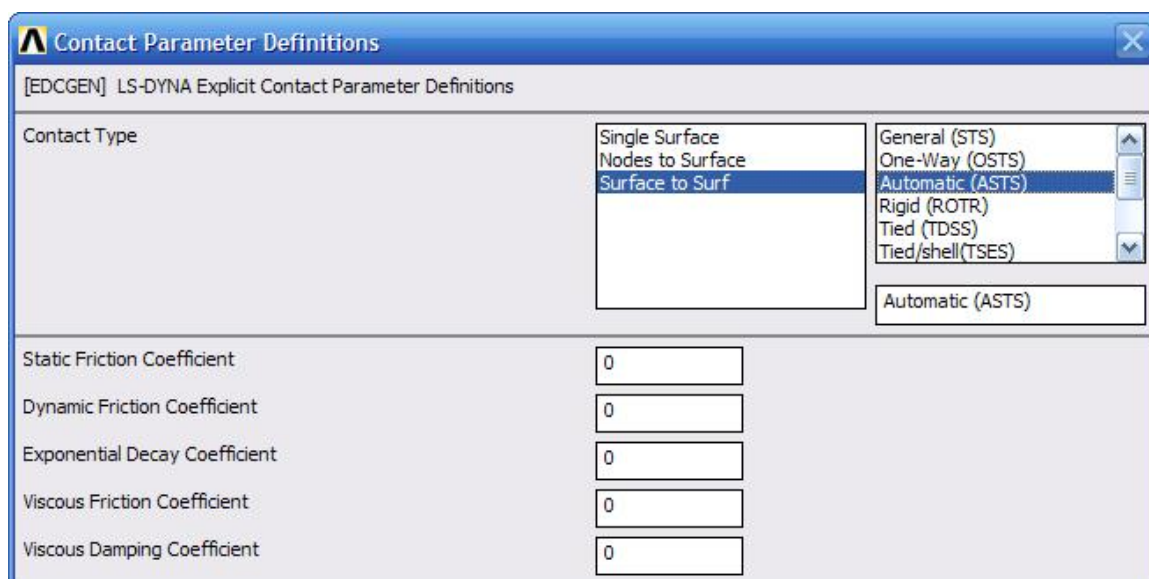 Contact Parameter Definitions
[EDCGEN] LS-DYNA Explicit Contact Parameter Definitions
Contact Type
Single Surface
Nodes to Surface
Surface to Surf
General (STS)
One-Way (OSTS)
Automatic (ASTS)
Rigid (ROTR)
Tied (TDSS)
Tied/shell(TSES)
Automatic (ASTS)
Static Friction Coefficient 0
Dynamic Friction Coefficient 0
Exponential Decay Coefficient 0
Viscous Friction Coefficient 0
Viscous Damping Coefficient 0